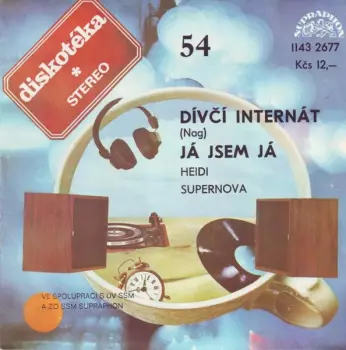 diskotéka
*
STEREO
54
SUPRAPHON
1143 2677
Kčs 12,—
DÍVČÍ INTERNÁT
(Nag)
JÁ JSEM JÁ
HEIDI
SUPERNOVA
VE SPOLUPRÁCI S ÚV SSM
A ZO SSM SUPRAPHON